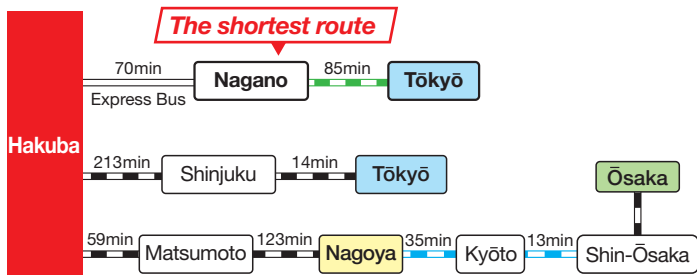 The shortest route
70min
Nagano
85min
Tōkyō
Express Bus
Hakuba
213min
Shinjuku
14min
Tōkyō
Ōsaka
59min
Matsumoto
123min
Nagoya
35min
Kyōto
13min
Shin-Ōsaka